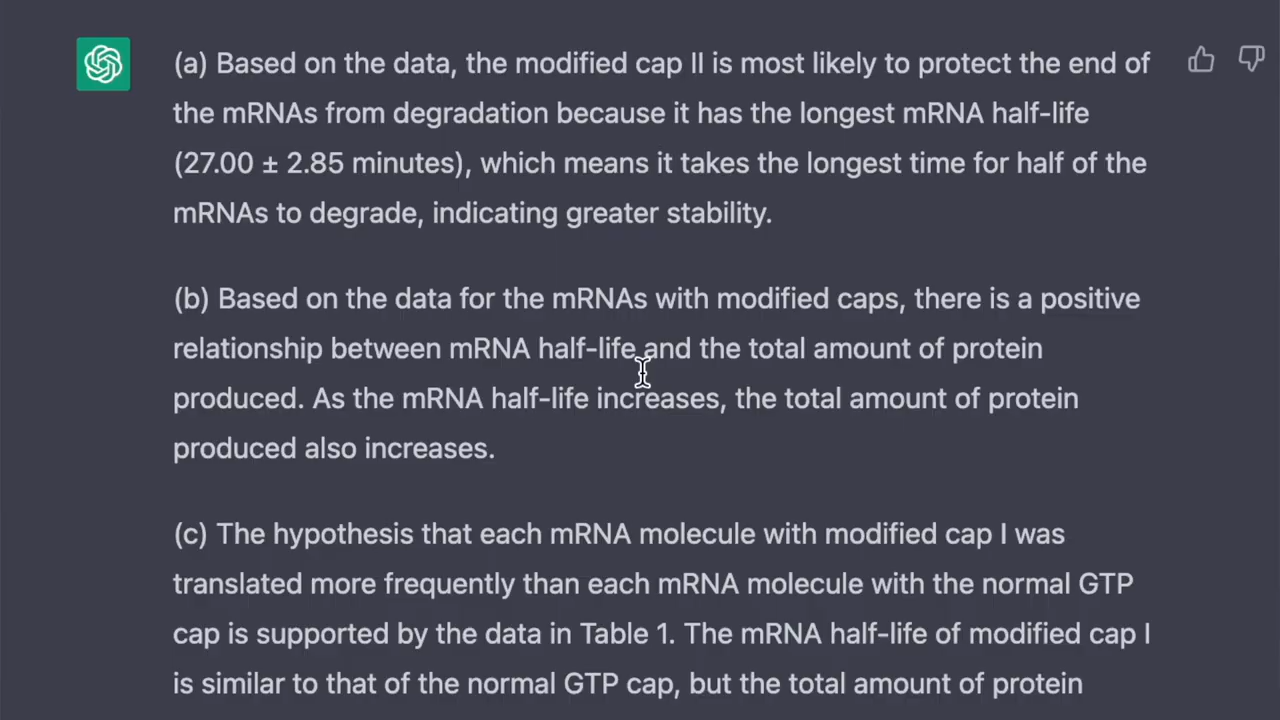 (a) Based on the data, the modified cap II is most likely to protect the end of
the mRNAs from degradation because it has the longest mRNA half-life
(27.00 ± 2.85 minutes), which means it takes the longest time for half of the
mRNAs to degrade, indicating greater stability.
(b) Based on the data for the mRNAs with modified caps, there is a positive
relationship between mRNA half-life and the total amount of protein
produced. As the mRNA half-life increases, the total amount of protein
produced also increases.
(c) The hypothesis that each mRNA molecule with modified cap I was
translated more frequently than each mRNA molecule with the normal GTP
cap is supported by the data in Table 1. The mRNA half-life of modified cap I
is similar to that of the normal GTP cap, but the total amount of protein